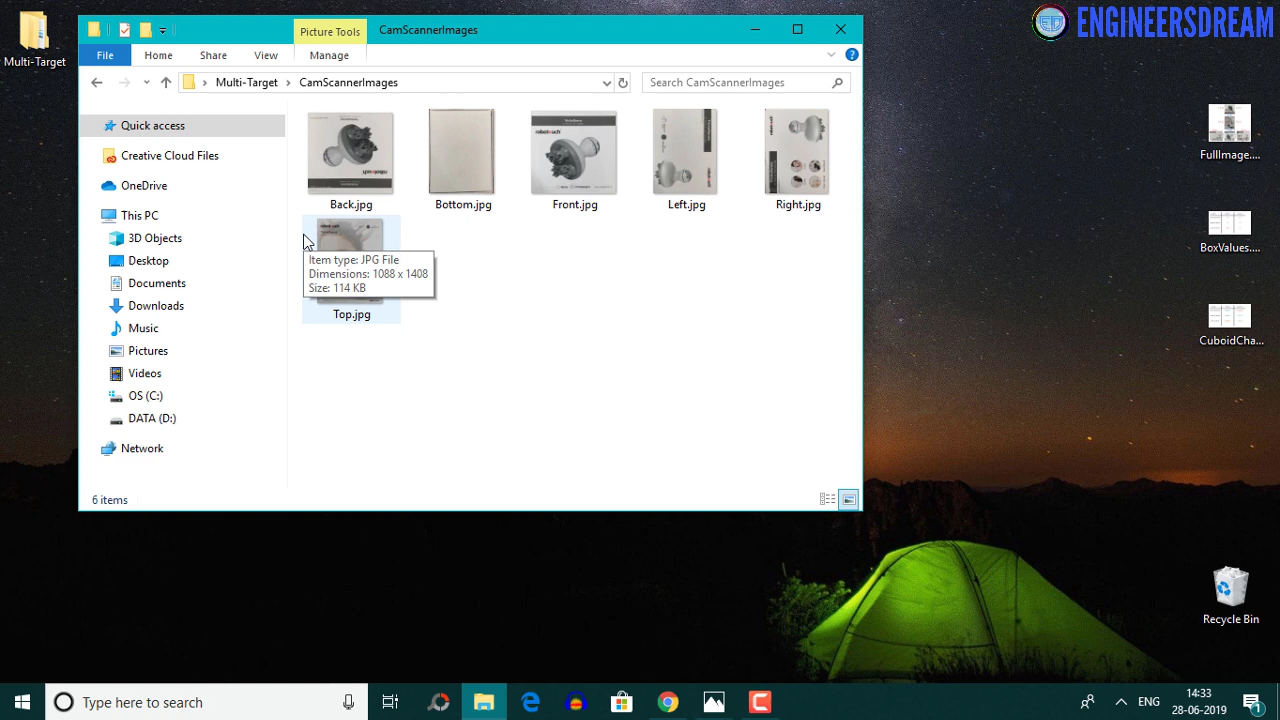 Multi-Target
Picture Tools
CamScannerImages
File
Home
Share
View
Manage
Multi-Target
CamScannerImages
Search CamScannerImages
Quick access
Creative Cloud Files
OneDrive
This PC
3D Objects
Desktop
Documents
Downloads
Music
Pictures
Videos
OS (C:)
DATA (D:)
Network
robotouch
Back.jpg
Bottom.jpg
Front.jpg
Left.jpg
Right.jpg
Item type: JPG File
Dimensions: 1088 x 1408
Size: 114 KB
Top.jpg
6 items
ENGINEERSDREAM
FullImage....
BoxValues....
CuboidCha...
Recycle Bin
Type here to search
ENG
14:33
28-06-2019
1